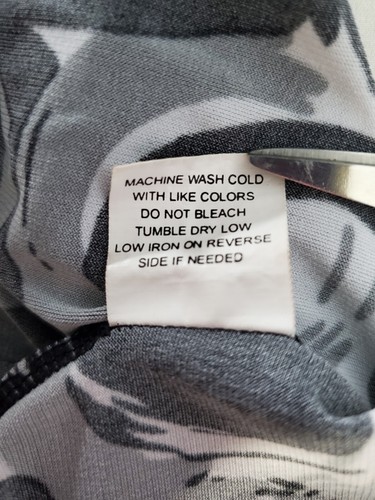 MACHINE WASH COLD
WITH LIKE COLORS
DO NOT BLEACH
TUMBLE DRY LOW
LOW IRON ON REVERSE
SIDE IF NEEDED